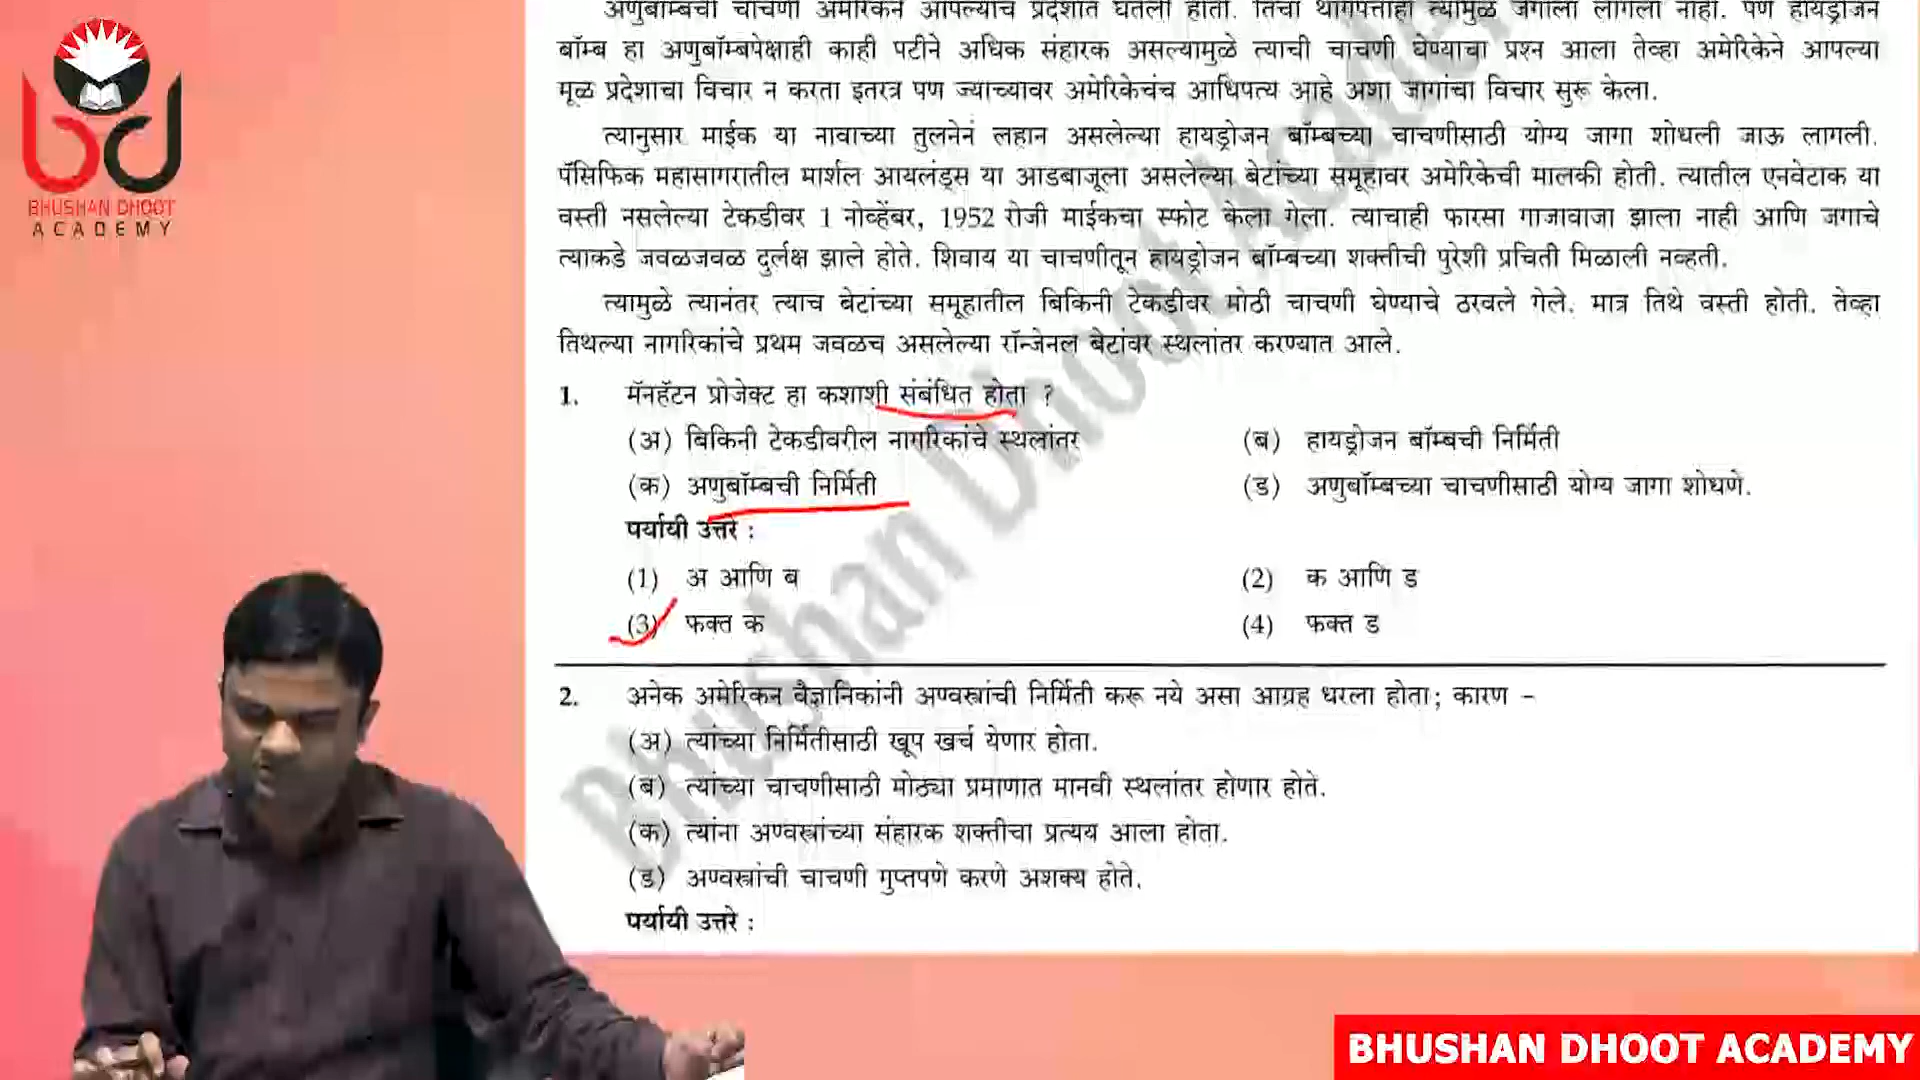 BHUSHAN DHOOT
ACADEMY
अणुबॉम्बची चाचणी अमेरिकेने आपल्याच प्रदेशात घेतली होती. तिचा थांगपत्ताही त्यामुळे जगाला लागला नाही. पण हायड्रोजन
बॉम्ब हा अणुबॉम्बपेक्षाही काही पटीने अधिक संहारक असल्यामुळे त्याची चाचणी घेण्याचा प्रश्न आला तेव्हा अमेरिकेने आपल्या
मूळ प्रदेशाचा विचार न करता इतरत्र पण ज्याच्यावर अमेरिकेचंच आधिपत्य आहे अशा जागांचा विचार सुरू केला.
त्यानुसार माईक या नावाच्या तुलनेनं लहान असलेल्या हायड्रोजन बॉम्बच्या चाचणीसाठी योग्य जागा शोधली जाऊ लागली.
पॅसिफिक महासागरातील मार्शल आयलंड्स या आडबाजूला असलेल्या बेटांच्या समूहावर अमेरिकेची मालकी होती. त्यातील एनवेटाक या
वस्ती नसलेल्या टेकडीवर 1 नोव्हेंबर, 1952 रोजी माईकचा स्फोट केला गेला. त्याचाही फारसा गाजावाजा झाला नाही आणि जगाचे
त्याकडे जवळजवळ दुर्लक्ष झाले होते. शिवाय या चाचणीतून हायड्रोजन बॉम्बच्या शक्तीची पुरेशी प्रचिती मिळाली नव्हती.
त्यामुळे त्यानंतर त्याच बेटांच्या समूहातील बिकिनी टेकडीवर मोठी चाचणी घेण्याचे ठरवले गेले. मात्र तिथे वस्ती होती. तेव्हा
तिथल्या नागरिकांचे प्रथम जवळच असलेल्या रॉन्जेनल बेटांवर स्थलांतर करण्यात आले.
1. मॅनहॅटन प्रोजेक्ट हा कशाशी संबंधित होता ?
(अ) बिकिनी टेकडीवरील नागरिकांचे स्थलांतर (ब) हायड्रोजन बॉम्बची निर्मिती
(क) अणुबॉम्बची निर्मिती (ड) अणुबॉम्बच्या चाचणीसाठी योग्य जागा शोधणे.
पर्यायी उत्तरे :
(1) अ आणि ब (2) क आणि ड
(3) फक्त क (4) फक्त ड
2. अनेक अमेरिकन वैज्ञानिकांनी अण्वस्त्रांची निर्मिती करू नये असा आग्रह धरला होता; कारण –
(अ) त्यांच्या निर्मितीसाठी खूप खर्च येणार होता.
(ब) त्यांच्या चाचणीसाठी मोठ्या प्रमाणात मानवी स्थलांतर होणार होते.
(क) त्यांना अण्वस्त्रांच्या संहारक शक्तीचा प्रत्यय आला होता.
(ड) अण्वस्त्रांची चाचणी गुप्तपणे करणे अशक्य होते.
पर्यायी उत्तरे :
Bhushan Dhoot Academy
BHUSHAN DHOOT ACADEMY